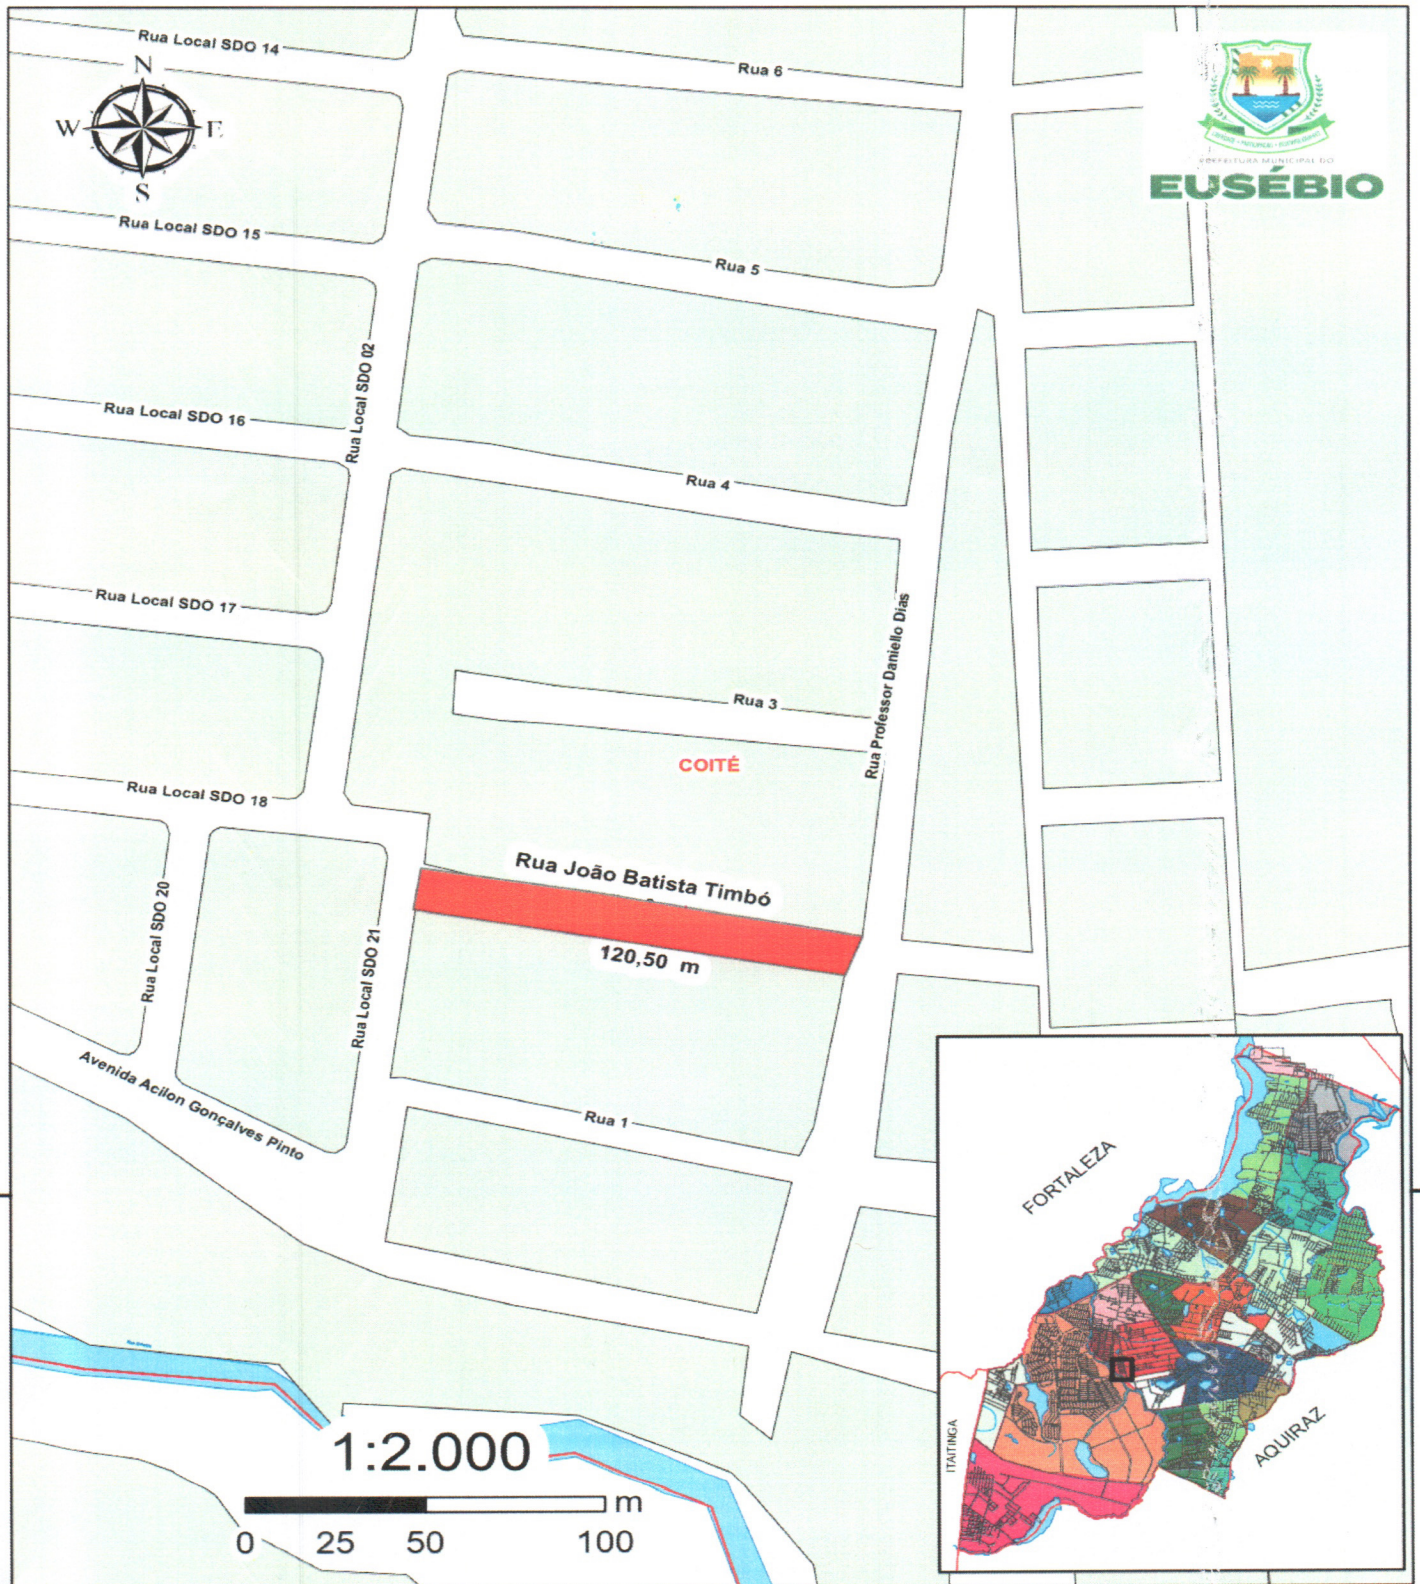 Rua Local SDO 14
Rua 6
N
W
E
S
PREFEITURA MUNICIPAL DO
EUSÉBIO
Rua Local SDO 15
Rua 5
Rua Local SDO 02
Rua Local SDO 16
Rua 4
Rua Local SDO 17
Rua Professor Daniello Dias
Rua 3
COITÉ
Rua Local SDO 18
Rua João Batista Timbó
120,50 m
Rua Local SDO 20
Rua Local SDO 21
Avenida Acilon Gonçalves Pinto
Rua 1
FORTALEZA
ITAITINGA
AQUIRAZ
1:2.000
m
0 25 50 100